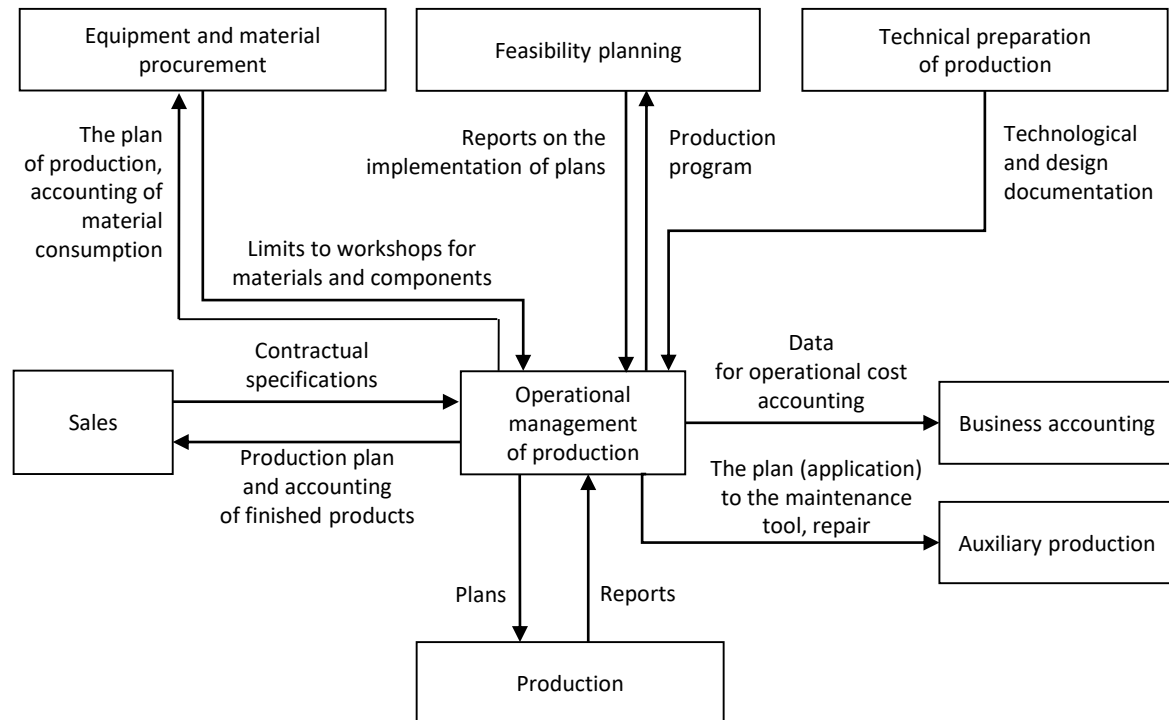 Equipment and material
procurement
Feasibility planning
Technical preparation
of production
The plan
of production,
accounting of
material
consumption
Reports on the
implementation of plans
Production
program
Technological
and design
documentation
Limits to workshops for
materials and components
Contractual
specifications
Data
for operational cost
accounting
Sales
Operational
management
of production
Business accounting
Production plan
and accounting
of finished products
The plan (application)
to the maintenance
tool, repair
Auxiliary production
Plans
Reports
Production